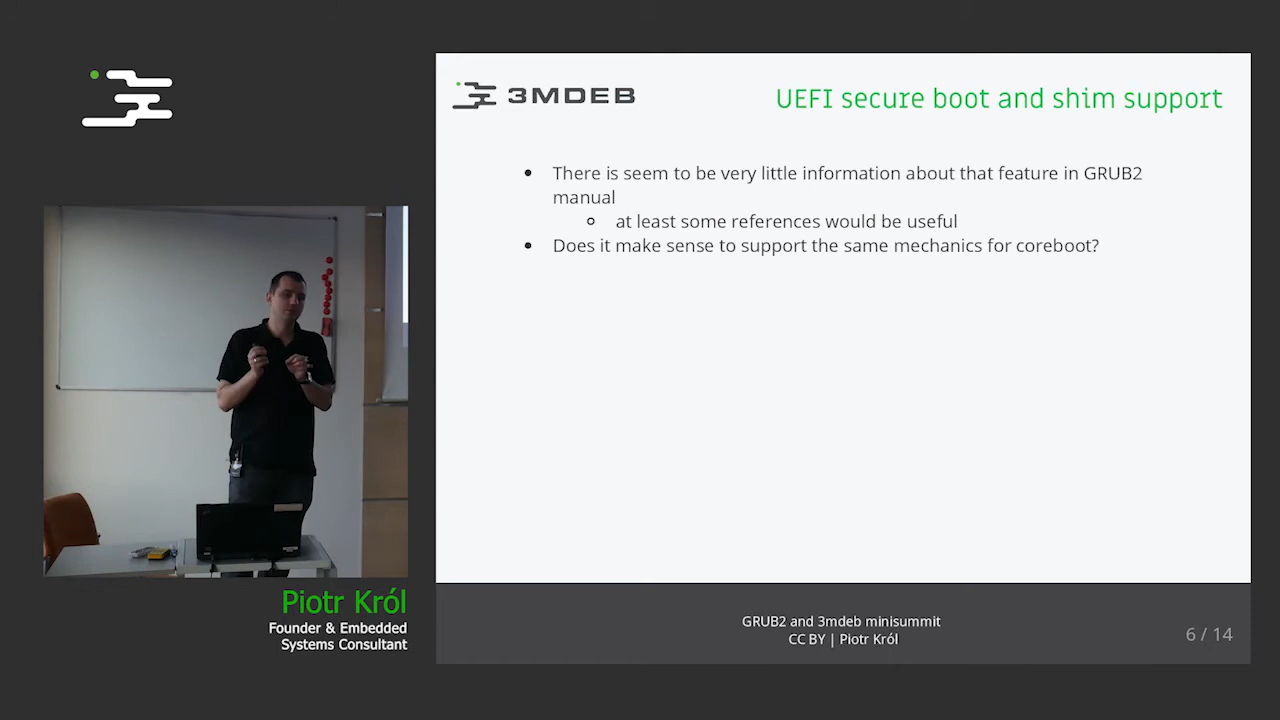 3MDEB
UEFI secure boot and shim support
There is seem to be very little information about that feature in GRUB2
manual
at least some references would be useful
Does it make sense to support the same mechanics for coreboot?
Piotr Król
Founder & Embedded
Systems Consultant
GRUB2 and 3mdeb minisummit
CC BY | Piotr Król
6 / 14